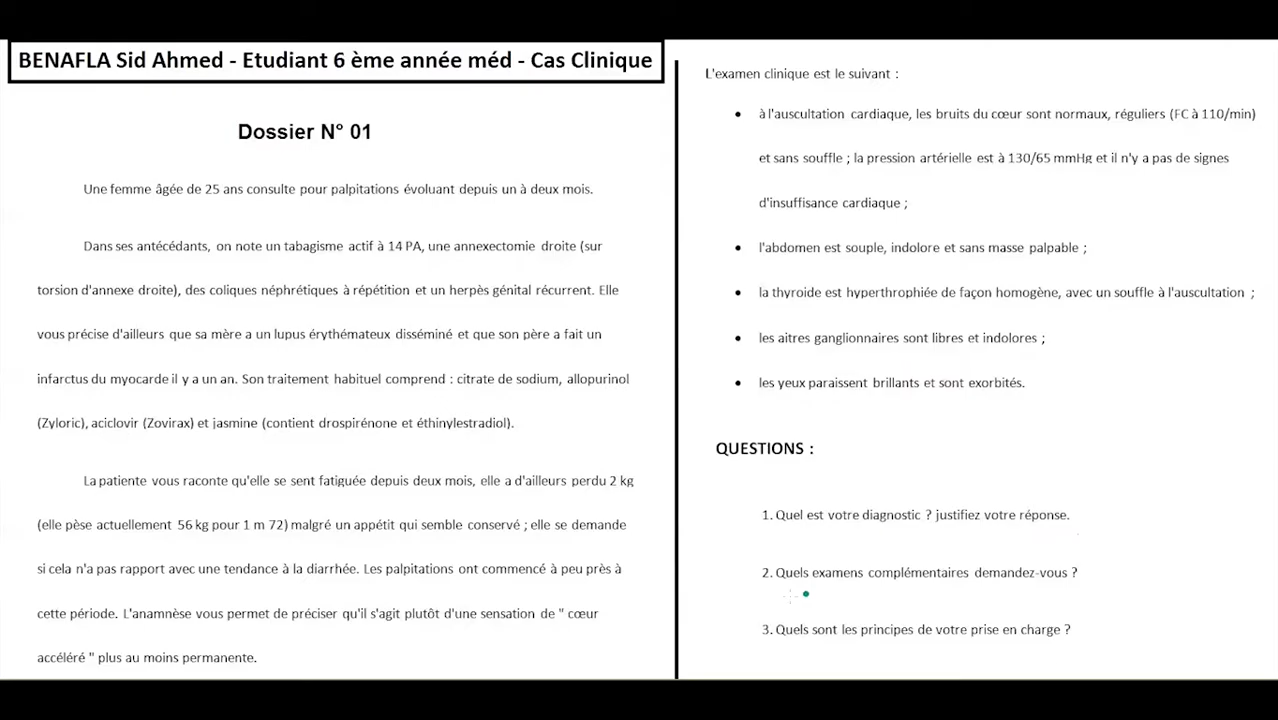 BENAFLA Sid Ahmed - Etudiant 6 ème année méd - Cas Clinique
Dossier N° 01
Une femme âgée de 25 ans consulte pour palpitations évoluant depuis un à deux mois.
Dans ses antécédants, on note un tabagisme actif à 14 PA, une annexectomie droite (sur
torsion d'annexe droite), des coliques néphrétiques à répétition et un herpès génital récurrent. Elle
vous précise d'ailleurs que sa mère a un lupus érythémateux disséminé et que son père a fait un
infarctus du myocarde il y a un an. Son traitement habituel comprend : citrate de sodium, allopurinol
(Zyloric), aciclovir (Zovirax) et jasmine (contient drospirénone et éthinylestradiol).
La patiente vous raconte qu'elle se sent fatiguée depuis deux mois, elle a d'ailleurs perdu 2 kg
(elle pèse actuellement 56 kg pour 1 m 72) malgré un appétit qui semble conservé ; elle se demande
si cela n'a pas rapport avec une tendance à la diarrhée. Les palpitations ont commencé à peu près à
cette période. L'anamnèse vous permet de préciser qu'il s'agit plutôt d'une sensation de " cœur
accéléré " plus au moins permanente.
L'examen clinique est le suivant :
• à l'auscultation cardiaque, les bruits du cœur sont normaux, réguliers (FC à 110/min)
et sans souffle ; la pression artérielle est à 130/65 mmHg et il n'y a pas de signes
d'insuffisance cardiaque ;
• l'abdomen est souple, indolore et sans masse palpable ;
• la thyroide est hyperthrophiée de façon homogène, avec un souffle à l'auscultation ;
• les aitres ganglionnaires sont libres et indolores ;
• les yeux paraissent brillants et sont exorbités.
QUESTIONS :
1. Quel est votre diagnostic ? justifiez votre réponse.
2. Quels examens complémentaires demandez-vous ?
3. Quels sont les principes de votre prise en charge ?